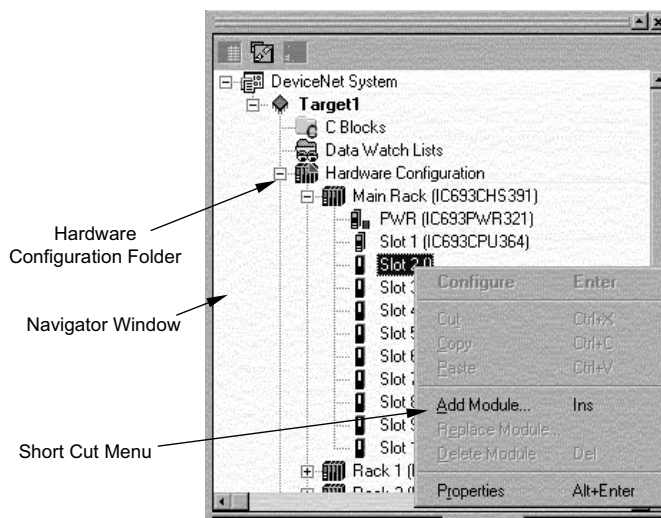 DeviceNet System
Target1
C Blocks
Data Watch Lists
Hardware Configuration
Main Rack (IC693CHS391)
PWR (IC693PWR321)
Slot 1 (IC693CPU364)
Slot 2 ()
Slot 3
Slot 4
Slot 5
Slot 6
Slot 7
Slot 8
Slot 9
Slot 1
Rack 1 (I
Configure Enter
Cut Ctrl+X
Copy Ctrl+C
Paste Ctrl+V
Add Module... Ins
Replace Module...
Delete Module Del
Properties Alt+Enter
Hardware
Configuration Folder
Navigator Window
Short Cut Menu